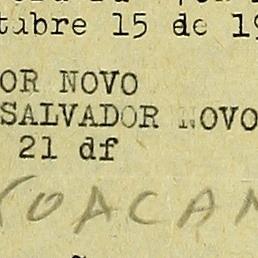 tubre 15 de 19
OR NOVO
SALVADOR NOVO
21 df
YOACAN